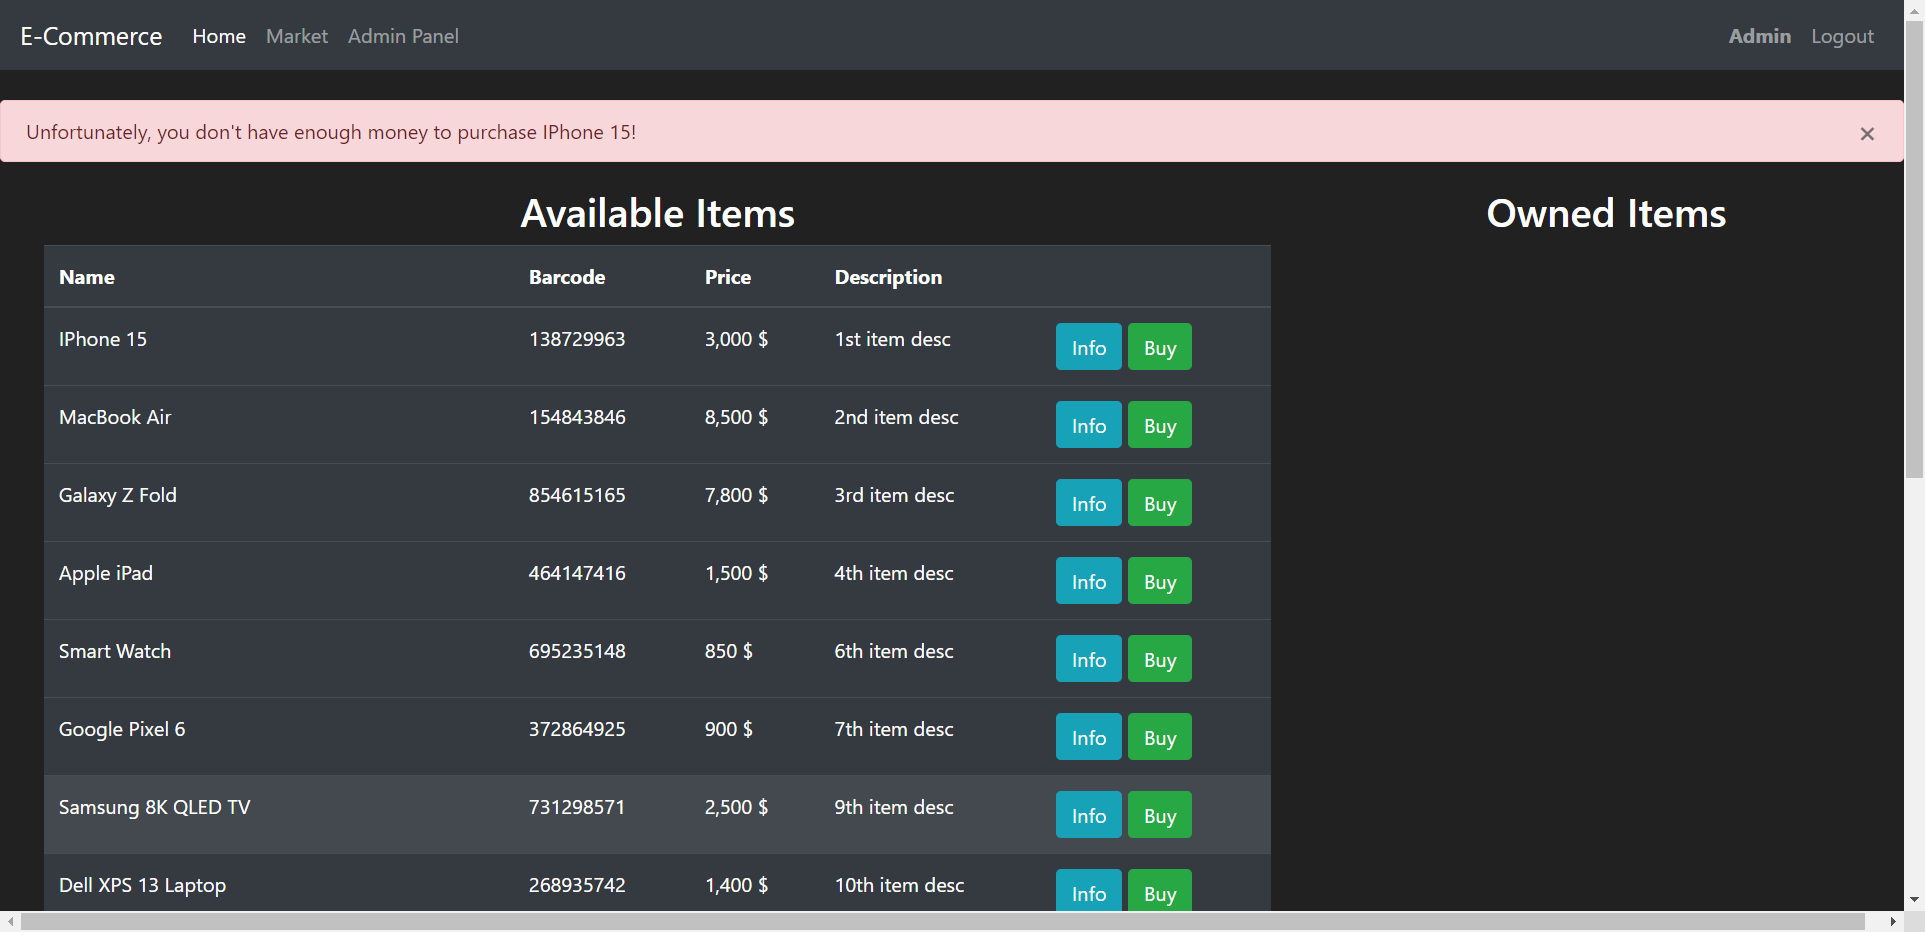 E-Commerce Home Market Admin Panel Admin Logout
Unfortunately, you don't have enough money to purchase IPhone 15! ×
Available Items
Owned Items
Name Barcode Price Description
IPhone 15 138729963 3,000 $ 1st item desc Info Buy
MacBook Air 154843846 8,500 $ 2nd item desc Info Buy
Galaxy Z Fold 854615165 7,800 $ 3rd item desc Info Buy
Apple iPad 464147416 1,500 $ 4th item desc Info Buy
Smart Watch 695235148 850 $ 6th item desc Info Buy
Google Pixel 6 372864925 900 $ 7th item desc Info Buy
Samsung 8K QLED TV 731298571 2,500 $ 9th item desc Info Buy
Dell XPS 13 Laptop 268935742 1,400 $ 10th item desc Info Buy